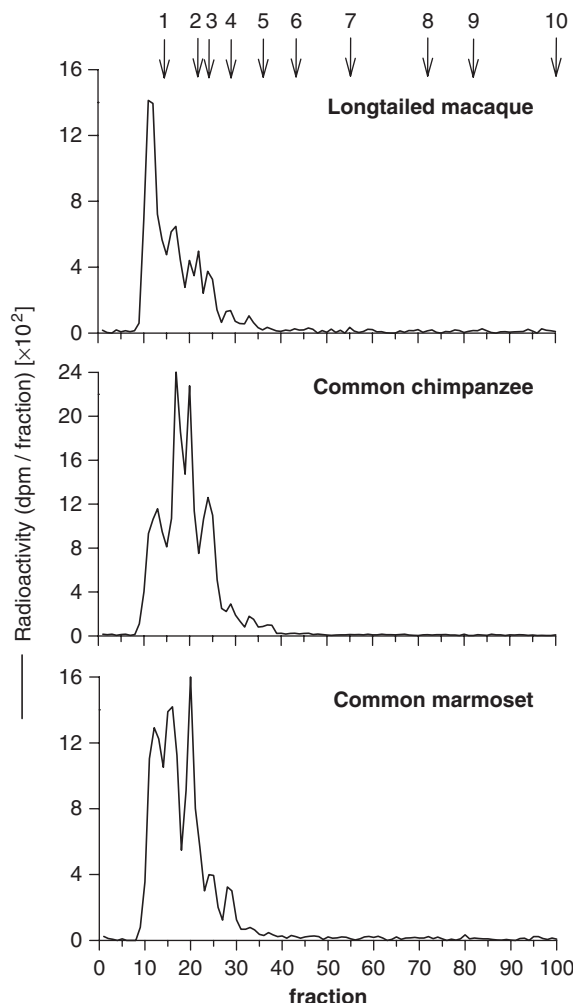 1 2 3 4 5 6 7 8 9 10
Radioactivity (dpm / fraction) [×10²]
16
12
8
4
0
Longtailed macaque
24
20
16
12
8
4
0
Common chimpanzee
16
12
8
4
0
Common marmoset
0 10 20 30 40 50 60 70 80 90 100
fraction